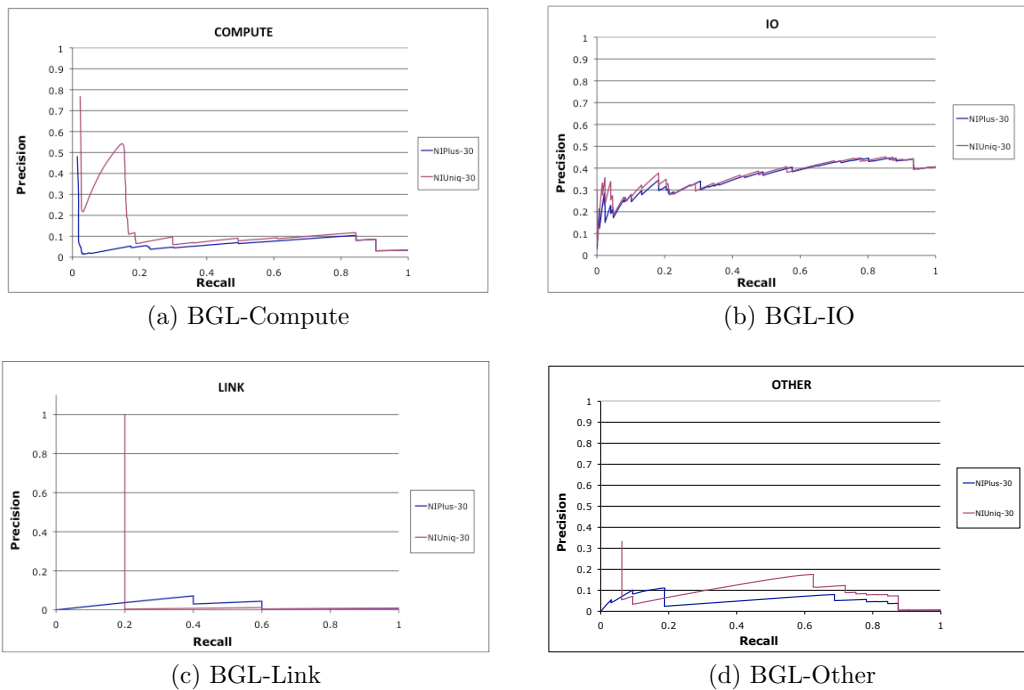 COMPUTE
1
0.9
0.8
0.7
0.6
0.5
0.4
0.3
0.2
0.1
0
Precision
0 0.2 0.4 0.6 0.8 1
Recall
NIPlus-30
NIUniq-30
(a) BGL-Compute
IO
1
0.9
0.8
0.7
0.6
0.5
0.4
0.3
0.2
0.1
0
Precision
0 0.2 0.4 0.6 0.8 1
Recall
NIPlus-30
NIUniq-30
(b) BGL-IO
LINK
1
0.8
0.6
0.4
0.2
0
Precision
0 0.2 0.4 0.6 0.8 1
Recall
NIPlus-30
NIUniq-30
(c) BGL-Link
OTHER
1
0.9
0.8
0.7
0.6
0.5
0.4
0.3
0.2
0.1
0
Precision
0 0.2 0.4 0.6 0.8 1
Recall
NIPlus-30
NIUniq-30
(d) BGL-Other